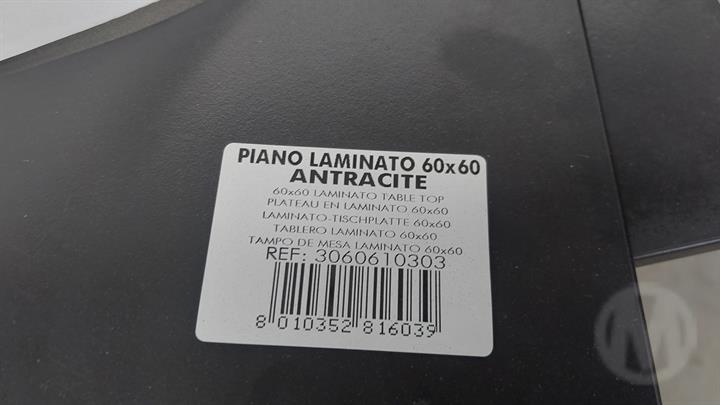 PIANO LAMINATO 60x60
ANTRACITE
60x60 LAMINATO TABLE TOP
PLATEAU EN LAMINATO 60x60
LAMINATO-TISCHPLATTE 60x60
TABLERO LAMINATO 60x60
TAMPO DE MESA LAMINATO 60x60
REF: 3060610303
8 010352 816039
M